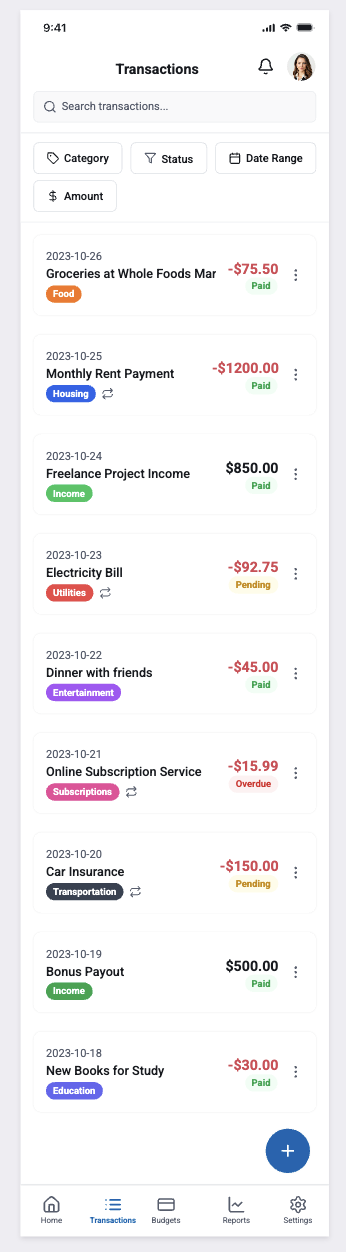 9:41
Transactions
Search transactions...
Category
Status
Date Range
$ Amount
2023-10-26
Groceries at Whole Foods Mar
-$75.50
Food
Paid
2023-10-25
Monthly Rent Payment
-$1200.00
Housing
Paid
2023-10-24
Freelance Project Income
$850.00
Income
Paid
2023-10-23
Electricity Bill
-$92.75
Utilities
Pending
2023-10-22
Dinner with friends
-$45.00
Entertainment
Paid
2023-10-21
Online Subscription Service
-$15.99
Subscriptions
Overdue
2023-10-20
Car Insurance
-$150.00
Transportation
Pending
2023-10-19
Bonus Payout
$500.00
Income
Paid
2023-10-18
New Books for Study
-$30.00
Education
Paid
+
Home
Transactions
Budgets
Reports
Settings